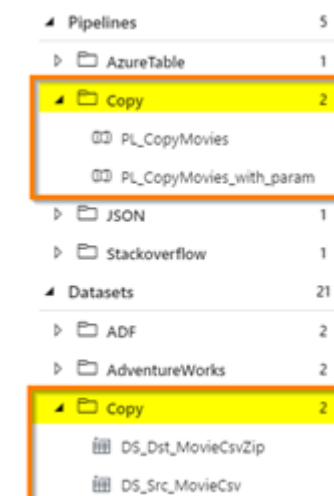 Pipelines 5
AzureTable 1
Copy 2
PL_CopyMovies
PL_CopyMovies_with_param
JSON 1
Stackoverflow 1
Datasets 21
ADF 2
AdventureWorks 2
Copy 2
DS_Dst_MovieCsvZip
DS_Src_MovieCsv